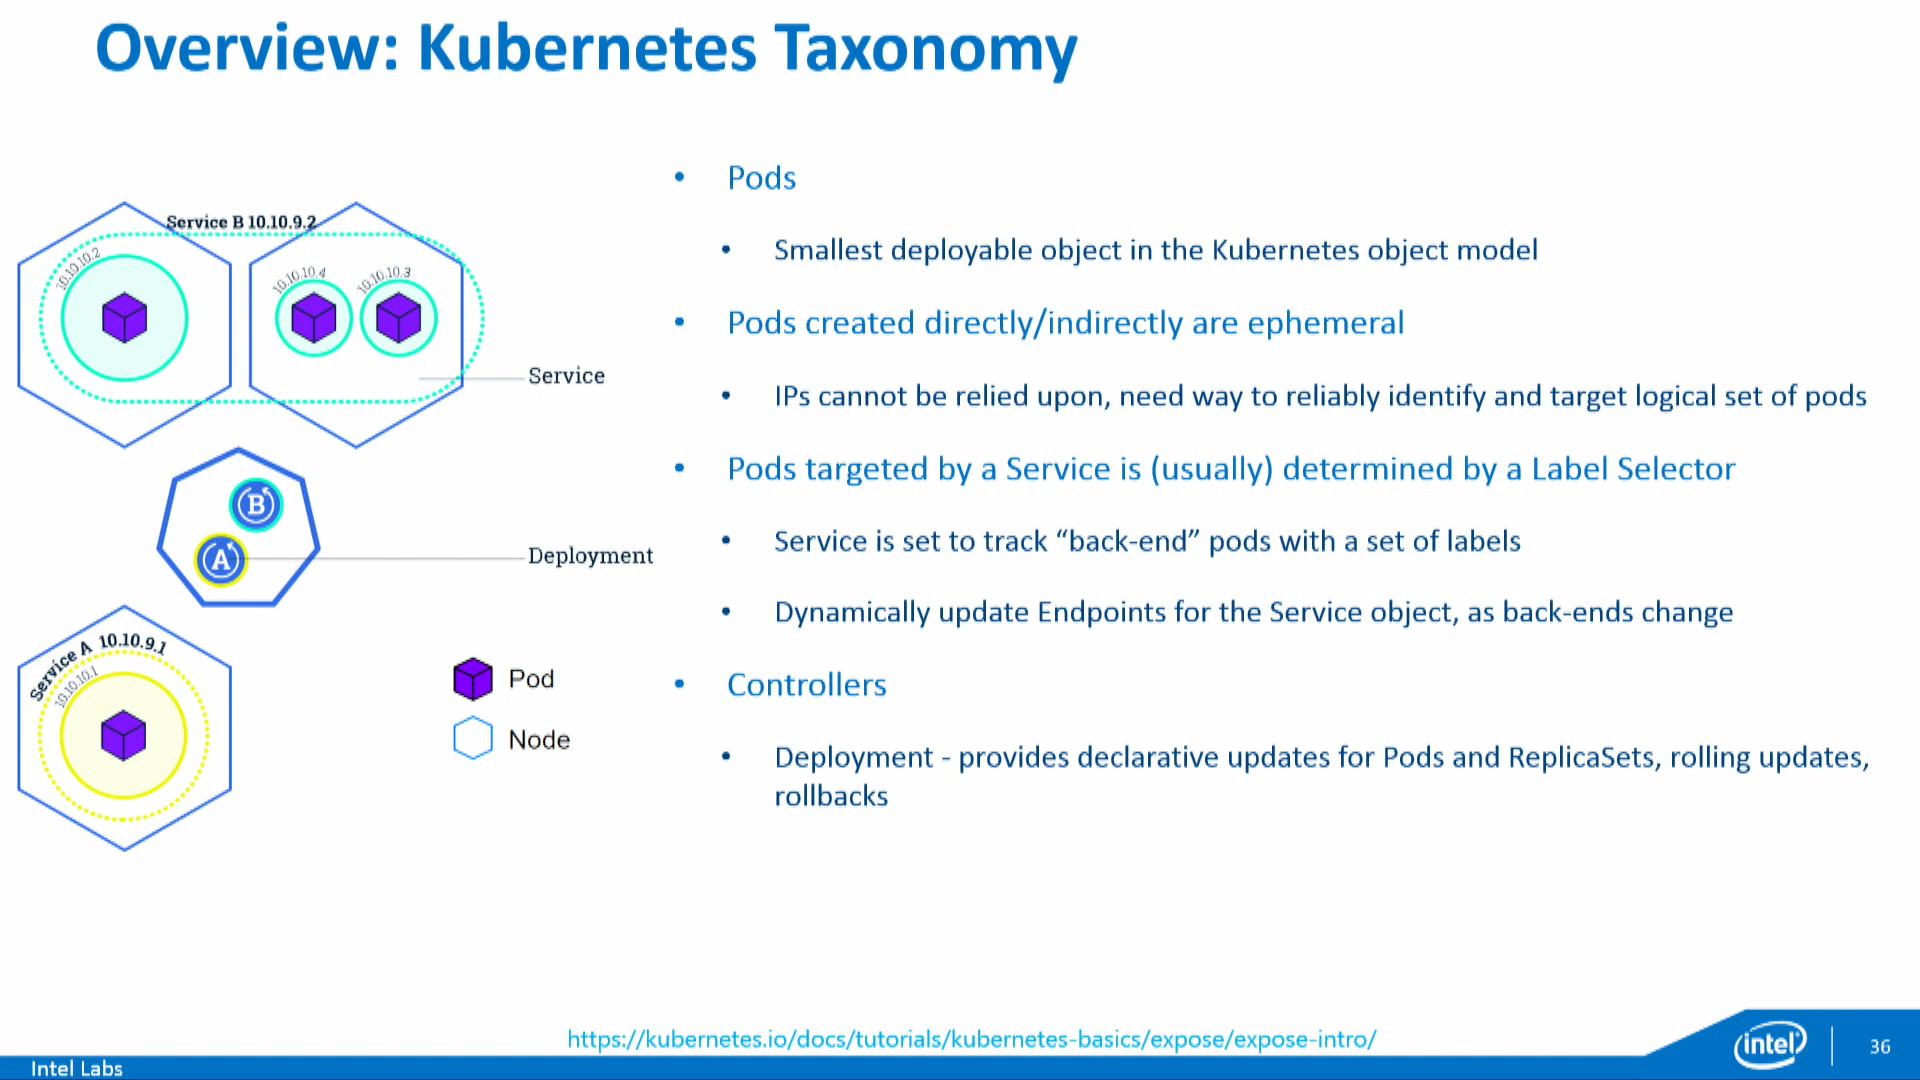 Overview: Kubernetes Taxonomy
Service B 10.10.9.2
10.10.10.2
10.10.10.4
10.10.10.3
Service
B
A
Deployment
Service A 10.10.9.1
10.10.10.1
Pod
Node
• Pods
• Smallest deployable object in the Kubernetes object model
• Pods created directly/indirectly are ephemeral
• IPs cannot be relied upon, need way to reliably identify and target logical set of pods
• Pods targeted by a Service is (usually) determined by a Label Selector
• Service is set to track “back-end” pods with a set of labels
• Dynamically update Endpoints for the Service object, as back-ends change
• Controllers
• Deployment - provides declarative updates for Pods and ReplicaSets, rolling updates,
rollbacks
https://kubernetes.io/docs/tutorials/kubernetes-basics/expose/expose-intro/
Intel Labs
intel
36